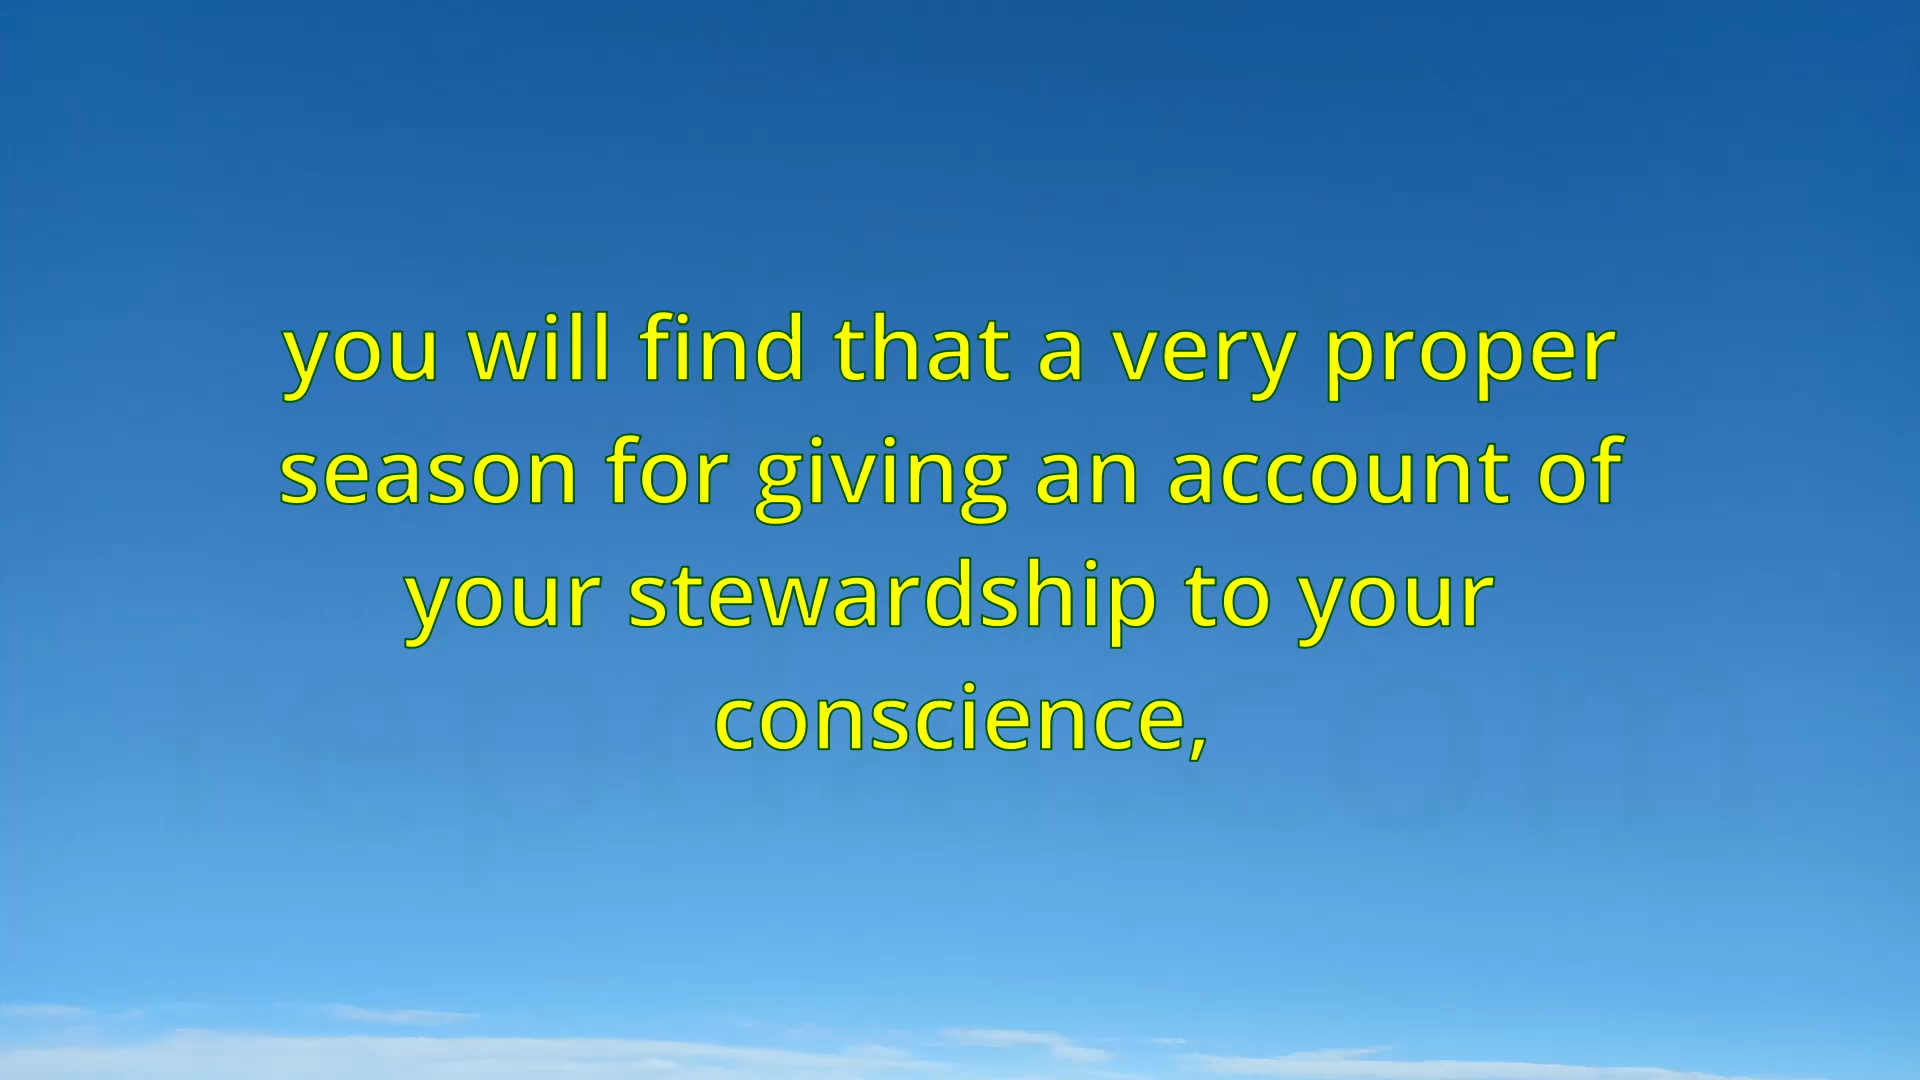 you will find that a very proper
season for giving an account of
your stewardship to your
conscience,